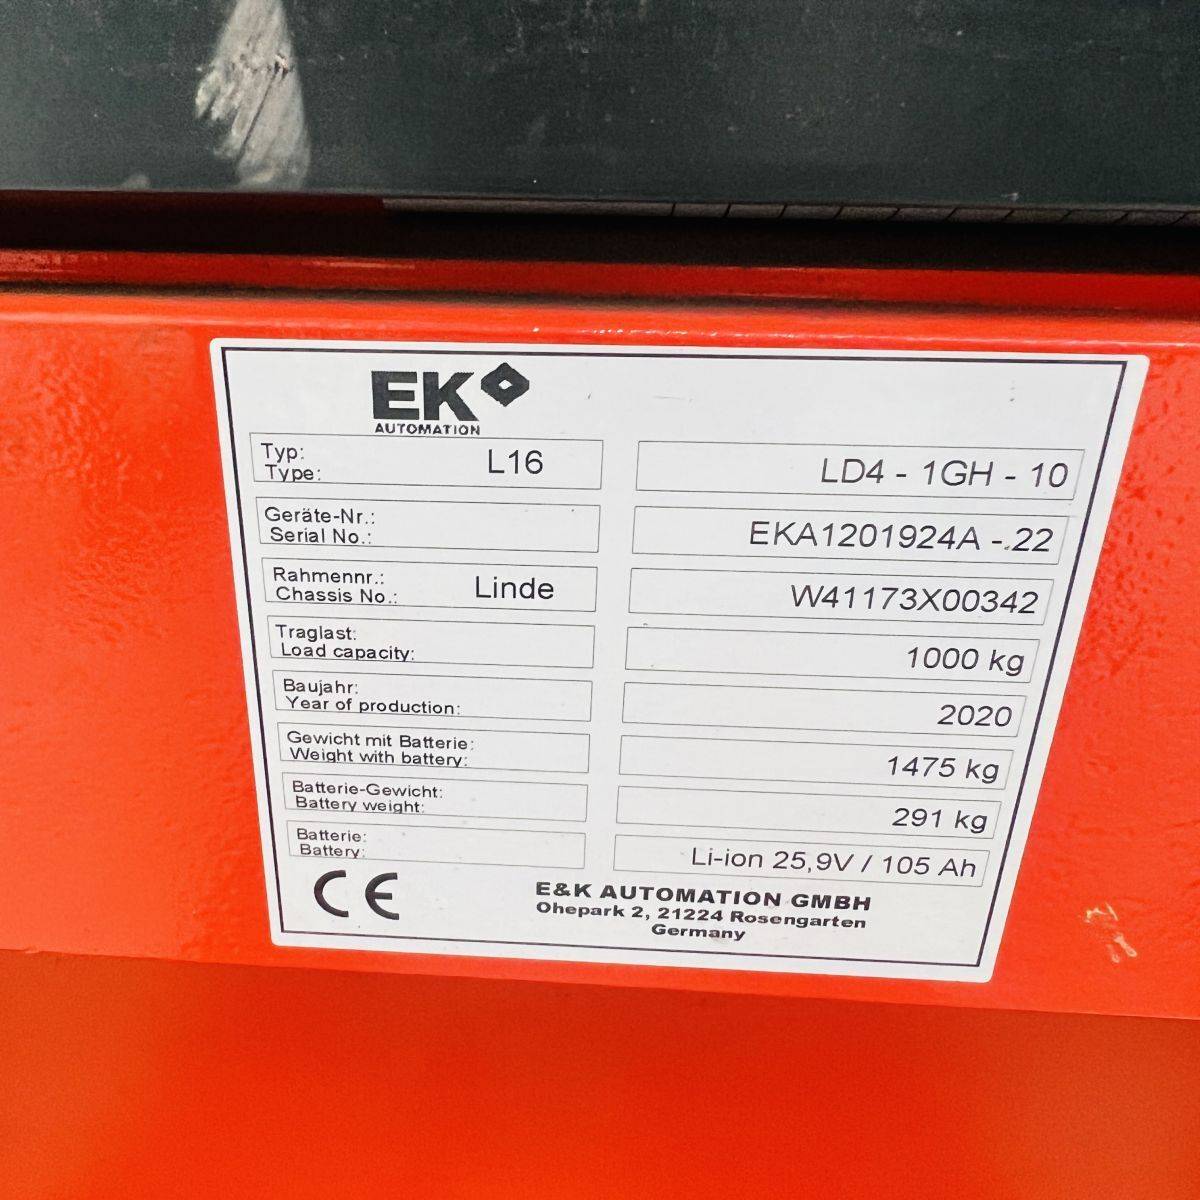 EK
AUTOMATION
Typ:
Type:
L16
LD4 - 1GH - 10
Geräte-Nr.:
Serial No.:
EKA1201924A - 22
Rahmennr.:
Chassis No.:
Linde
W41173X00342
Traglast:
Load capacity:
1000 kg
Baujahr:
Year of production:
2020
Gewicht mit Batterie:
Weight with battery:
1475 kg
Batterie-Gewicht:
Battery weight:
291 kg
Batterie:
Battery:
Li-ion 25,9V / 105 Ah
CE
E&K AUTOMATION GMBH
Ohepark 2, 21224 Rosengarten
Germany